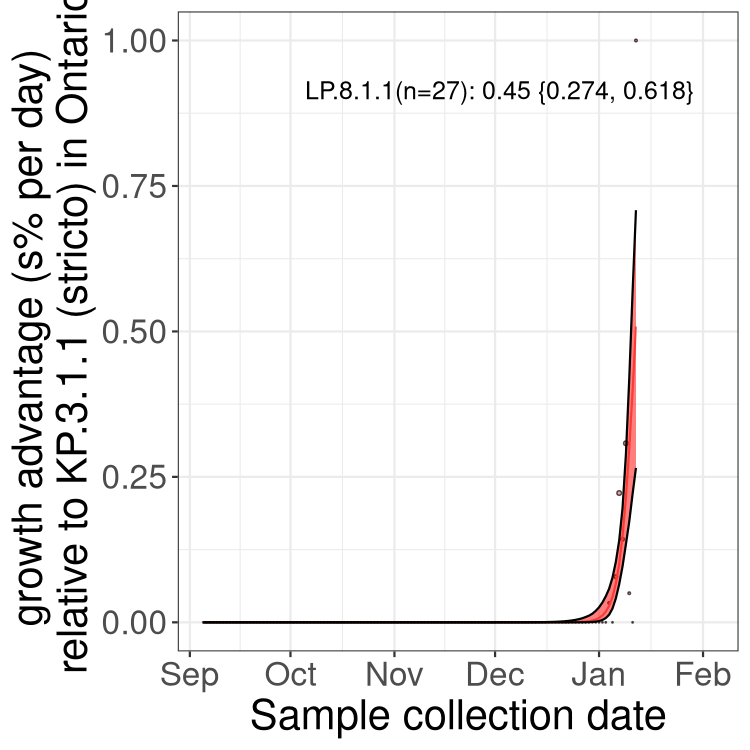 growth advantage (s% per day)
relative to KP.3.1.1 (stricto) in Ontario
1.00
0.75
0.50
0.25
0.00
LP.8.1.1(n=27): 0.45 {0.274, 0.618}
Sep Oct Nov Dec Jan Feb
Sample collection date